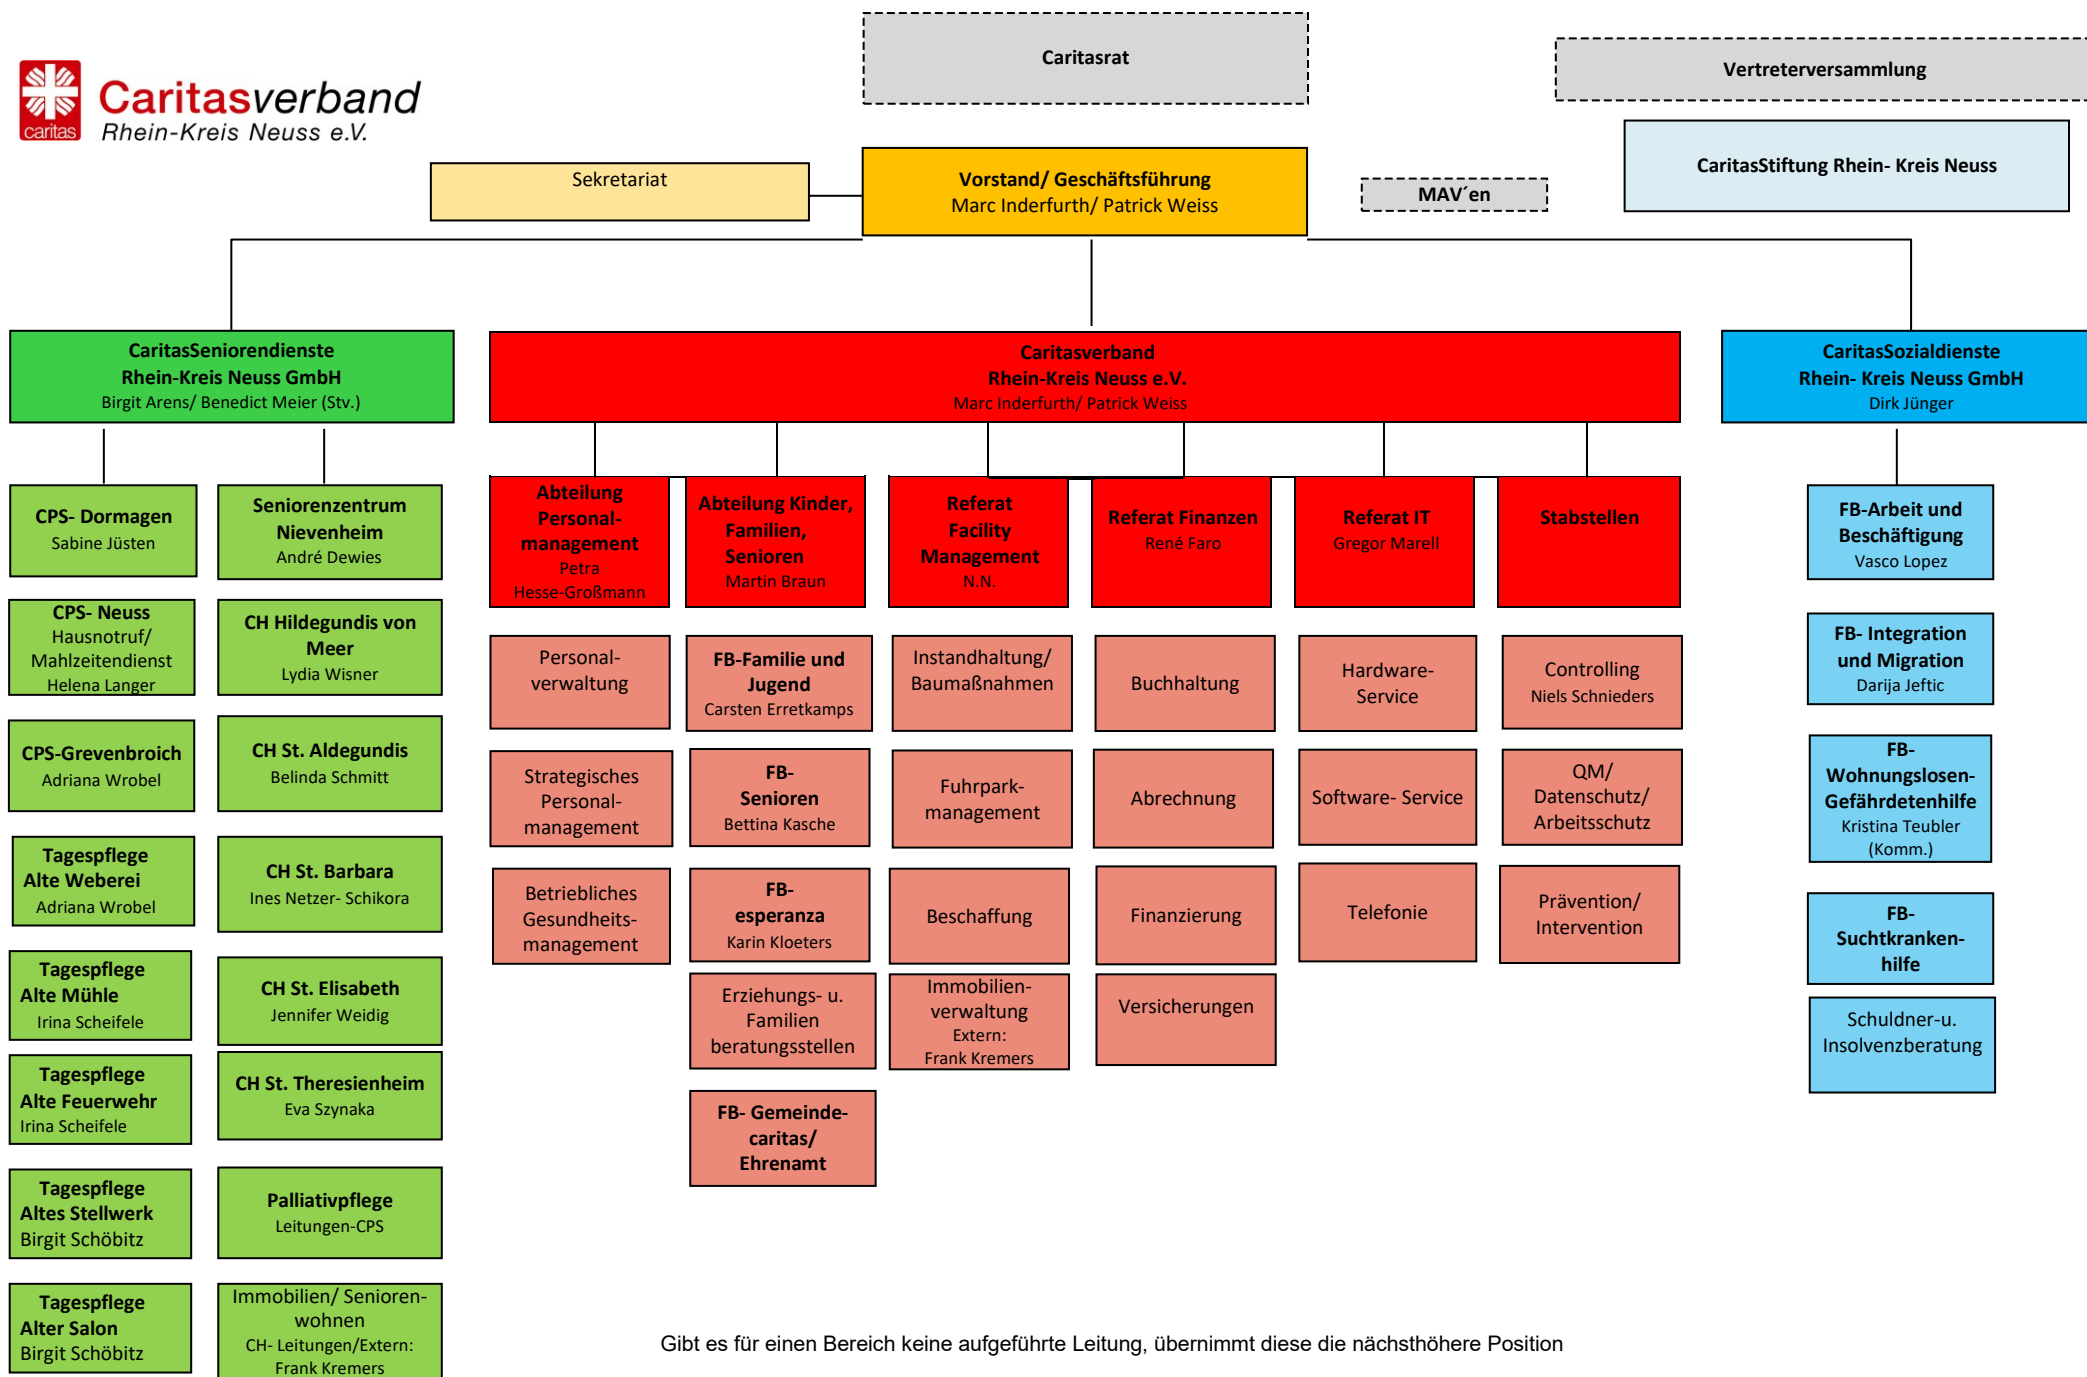 Caritasrat
Vertreterversammlung
caritas
Caritasverband
Rhein-Kreis Neuss e.V.
CaritasStiftung Rhein- Kreis Neuss
Sekretariat
Vorstand/ Geschäftsführung
Marc Inderfurth/ Patrick Weiss
MAV´en
CaritasSeniorendienste
Rhein-Kreis Neuss GmbH
Birgit Arens/ Benedict Meier (Stv.)
Caritasverband
Rhein-Kreis Neuss e.V.
Marc Inderfurth/ Patrick Weiss
CaritasSozialdienste
Rhein- Kreis Neuss GmbH
Dirk Jünger
CPS- Dormagen
Sabine Jüsten
CPS- Neuss
Hausnotruf/
Mahlzeitendienst
Helena Langer
CPS-Grevenbroich
Adriana Wrobel
Tagespflege
Alte Weberei
Adriana Wrobel
Tagespflege
Alte Mühle
Irina Scheifele
Tagespflege
Alte Feuerwehr
Irina Scheifele
Tagespflege
Altes Stellwerk
Birgit Schöbitz
Tagespflege
Alter Salon
Birgit Schöbitz
Seniorenzentrum
Nievenheim
André Dewies
CH Hildegundis von
Meer
Lydia Wisner
CH St. Aldegundis
Belinda Schmitt
CH St. Barbara
Ines Netzer- Schikora
CH St. Elisabeth
Jennifer Weidig
CH St. Theresienheim
Eva Szynaka
Palliativpflege
Leitungen-CPS
Immobilien/ Senioren-
wohnen
CH- Leitungen/Extern:
Frank Kremers
Abteilung
Personal-
management
Petra
Hesse-Großmann
Personal-
verwaltung
Strategisches
Personal-
management
Betriebliches
Gesundheits-
management
Abteilung Kinder,
Familien,
Senioren
Martin Braun
FB-Familie und
Jugend
Carsten Erretkamps
FB-
Senioren
Bettina Kasche
FB-
esperanza
Karin Kloeters
Erziehungs- u.
Familien
beratungsstellen
FB- Gemeinde-
caritas/
Ehrenamt
Referat
Facility
Management
N.N.
Instandhaltung/
Baumaßnahmen
Fuhrpark-
management
Beschaffung
Immobilien-
verwaltung
Extern:
Frank Kremers
Referat Finanzen
René Faro
Buchhaltung
Abrechnung
Finanzierung
Versicherungen
Referat IT
Gregor Marell
Hardware-
Service
Software- Service
Telefonie
Stabstellen
Controlling
Niels Schnieders
QM/
Datenschutz/
Arbeitsschutz
Prävention/
Intervention
FB-Arbeit und
Beschäftigung
Vasco Lopez
FB- Integration
und Migration
Darija Jeftic
FB-
Wohnungslosen-
Gefährdetenhilfe
Kristina Teubler
(Komm.)
FB-
Suchtkranken-
hilfe
Schuldner-u.
Insolvenzberatung
Gibt es für einen Bereich keine aufgeführte Leitung, übernimmt diese die nächsthöhere Position